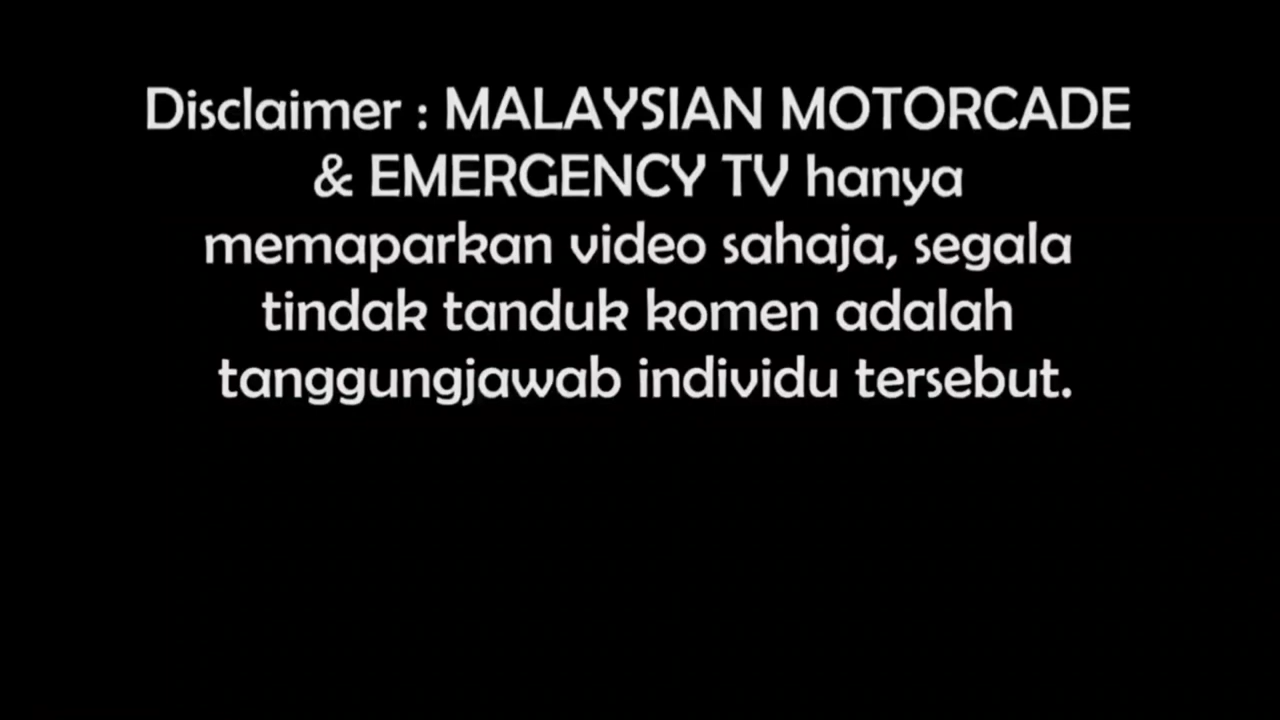 Disclaimer : MALAYSIAN MOTORCADE
& EMERGENCY TV hanya
memaparkan video sahaja, segala
tindak tanduk komen adalah
tanggungjawab individu tersebut.